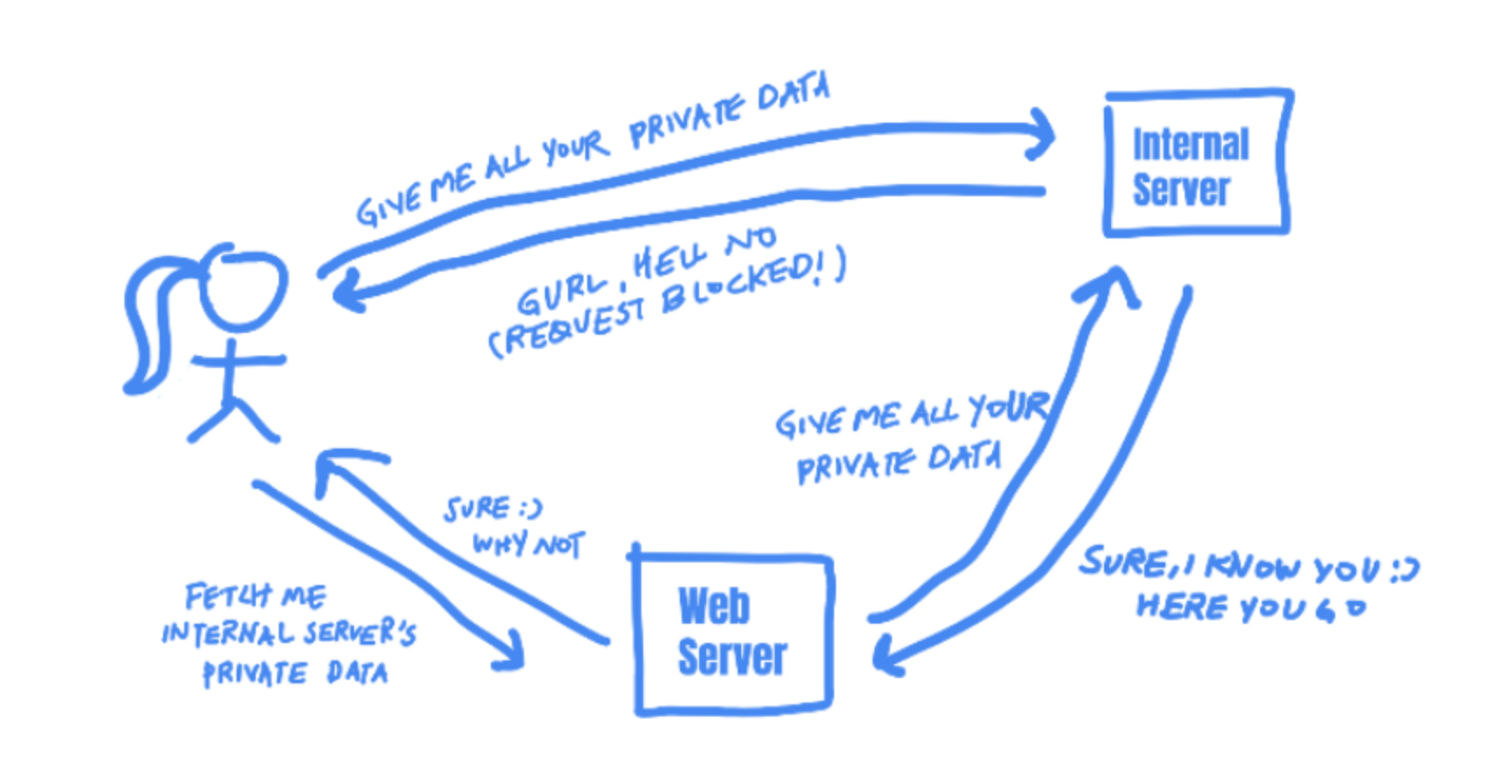 GIVE ME ALL YOUR PRIVATE DATA
Internal
Server
GURL, HELL NO
(REQUEST BLOCKED!)
GIVE ME ALL YOUR
PRIVATE DATA
SURE :)
WHY NOT
SURE, I KNOW YOU :)
HERE YOU GO
FETCH ME
INTERNAL SERVER'S
PRIVATE DATA
Web
Server